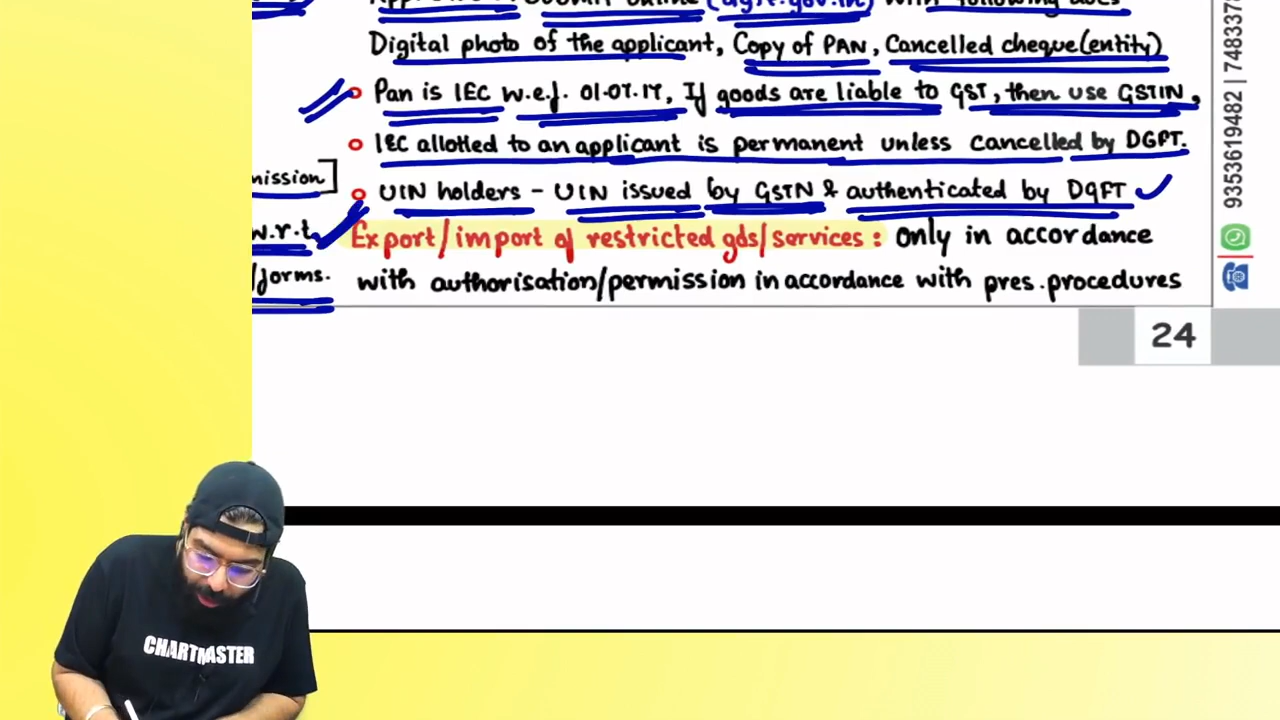 Digital photo of the applicant, Copy of PAN, Cancelled cheque(entity)
Pan is IEC w.e.f. 01.07.17, If goods are liable to GST, then use GSTIN,
IEC allotted to an applicant is permanent unless cancelled by DGFT.
mission]
UIN holders - UIN issued by GSTN & authenticated by DGFT
w.r.t.
Export/import of restricted gds/services: only in accordance
/forms.
with authorisation/permission in accordance with pres. procedures
24
CHARTMASTER
9353619482 | 7483375